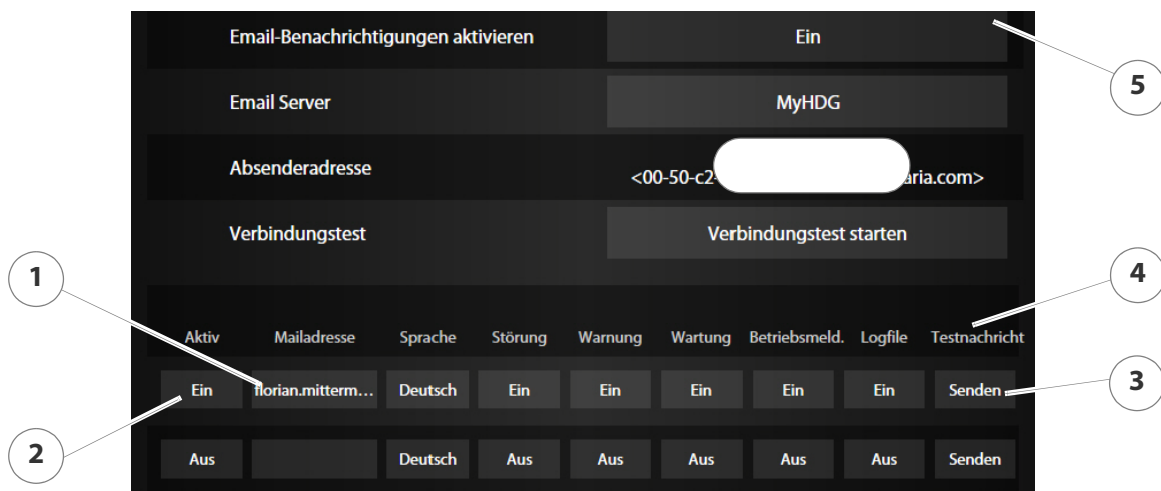 Email-Benachrichtigungen aktivieren Ein
5
Email Server MyHDG
Absenderadresse <00-50-c2- aria.com>
Verbindungstest Verbindungstest starten
1
4
Aktiv Mailadresse Sprache Störung Warnung Wartung Betriebsmeld. Logfile Testnachricht
Ein florian.mitterm... Deutsch Ein Ein Ein Ein Ein Senden
3
2
Aus Deutsch Aus Aus Aus Aus Aus Senden